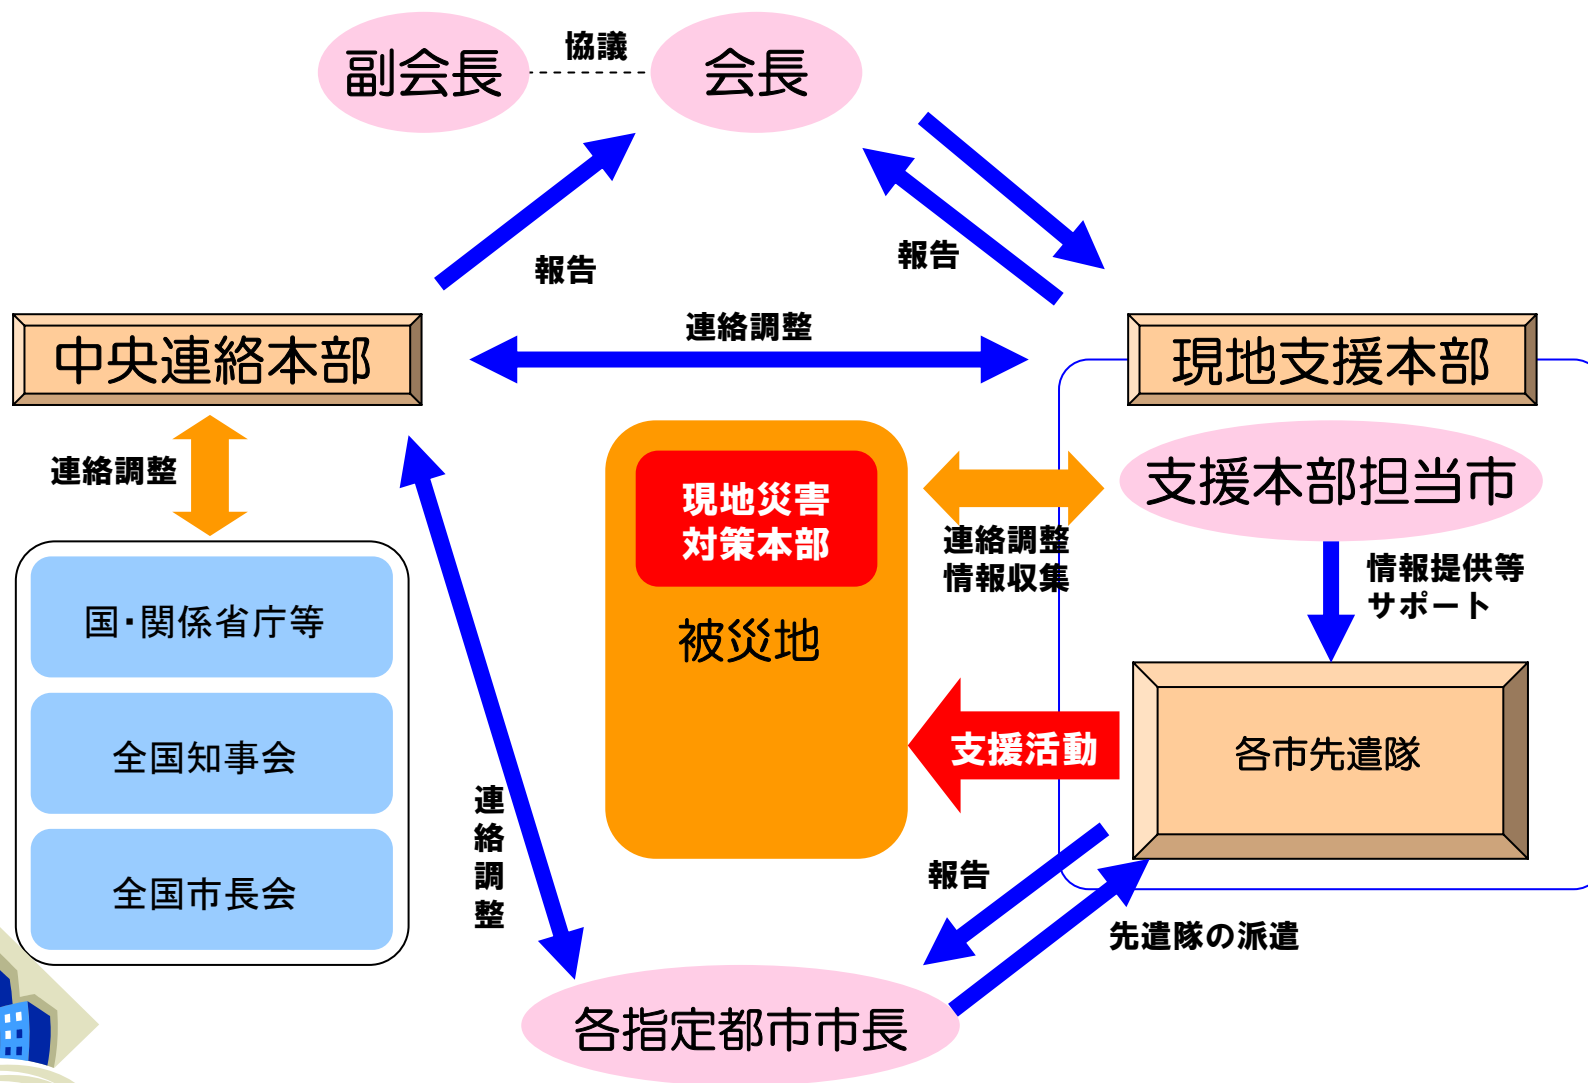 協議
副会長
会長
報告
報告
連絡調整
中央連絡本部
現地支援本部
連絡調整
現地災害
対策本部
被災地
連絡調整
情報収集
支援本部担当市
情報提供等
サポート
国・関係省庁等
全国知事会
全国市長会
連絡調整
支援活動
各市先遣隊
報告
先遣隊の派遣
各指定都市市長